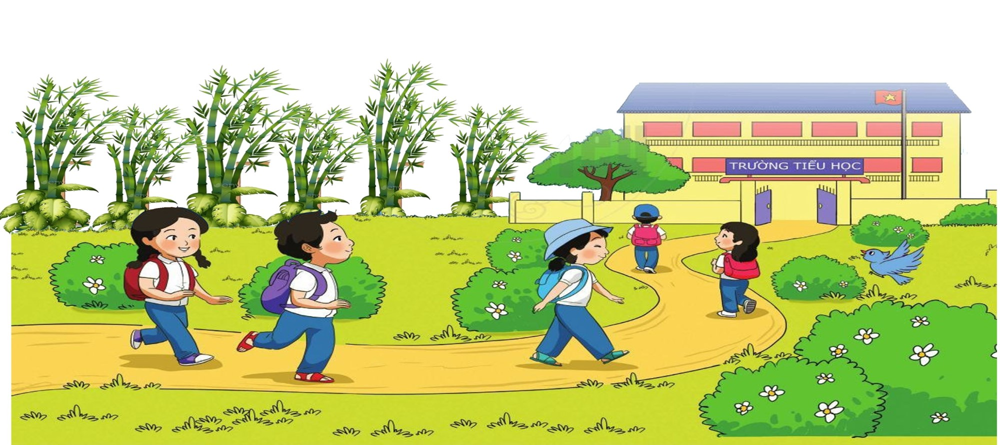 TRƯỜNG TIỂU HỌC